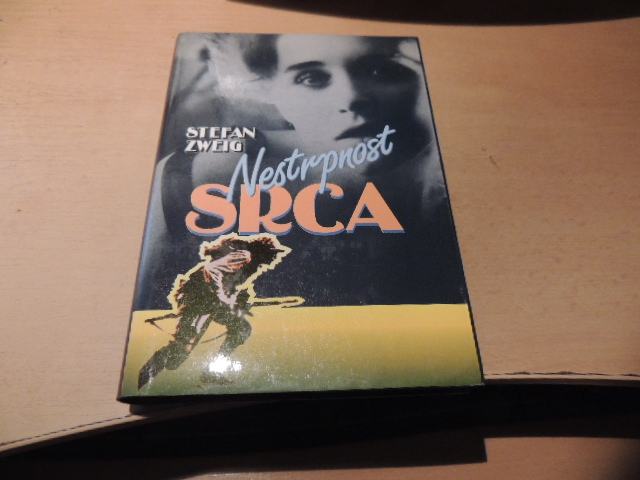 STEFAN
ZWEIG
Nestrpnost
SRCA